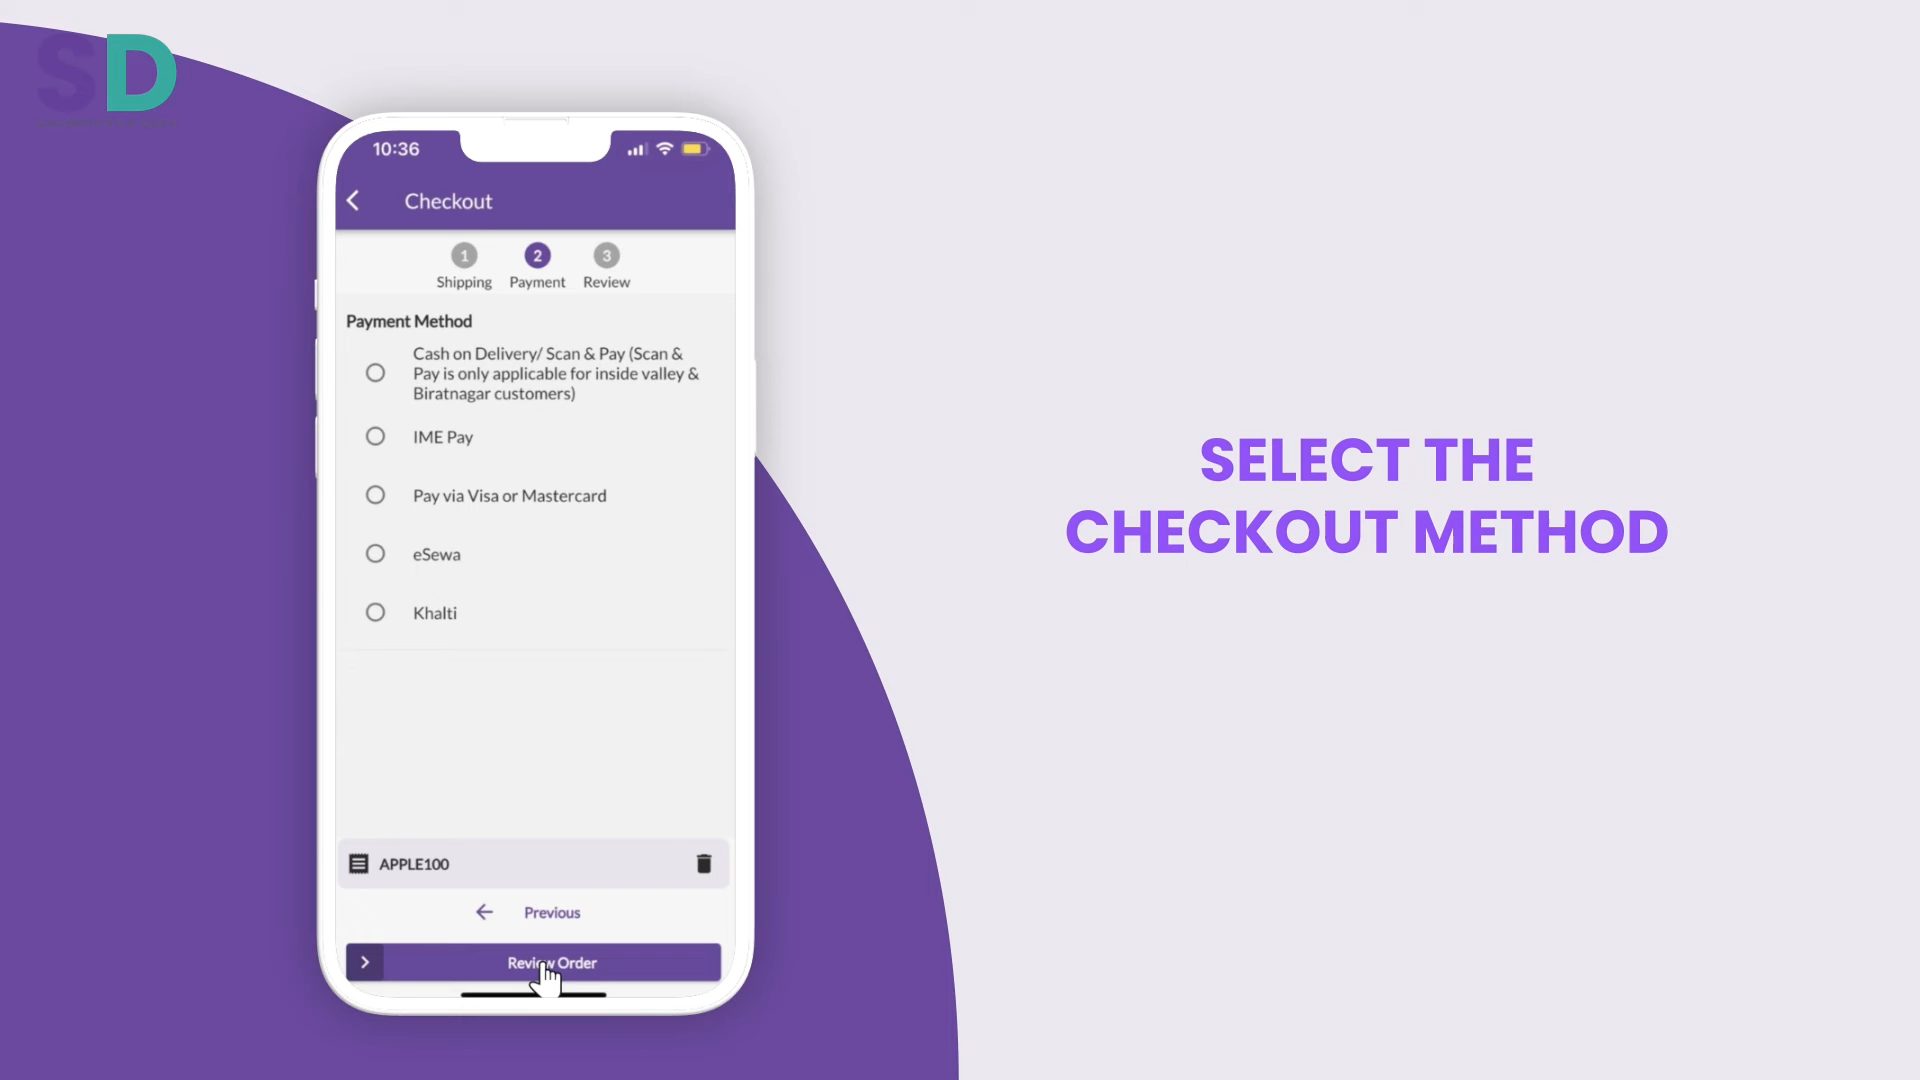 SD
10:36
Checkout
1 2 3
Shipping Payment Review
Payment Method
Cash on Delivery/ Scan & Pay (Scan &
Pay is only applicable for inside valley &
Biratnagar customers)
IME Pay
Pay via Visa or Mastercard
eSewa
Khalti
APPLE100
Previous
Review Order
SELECT THE
CHECKOUT METHOD